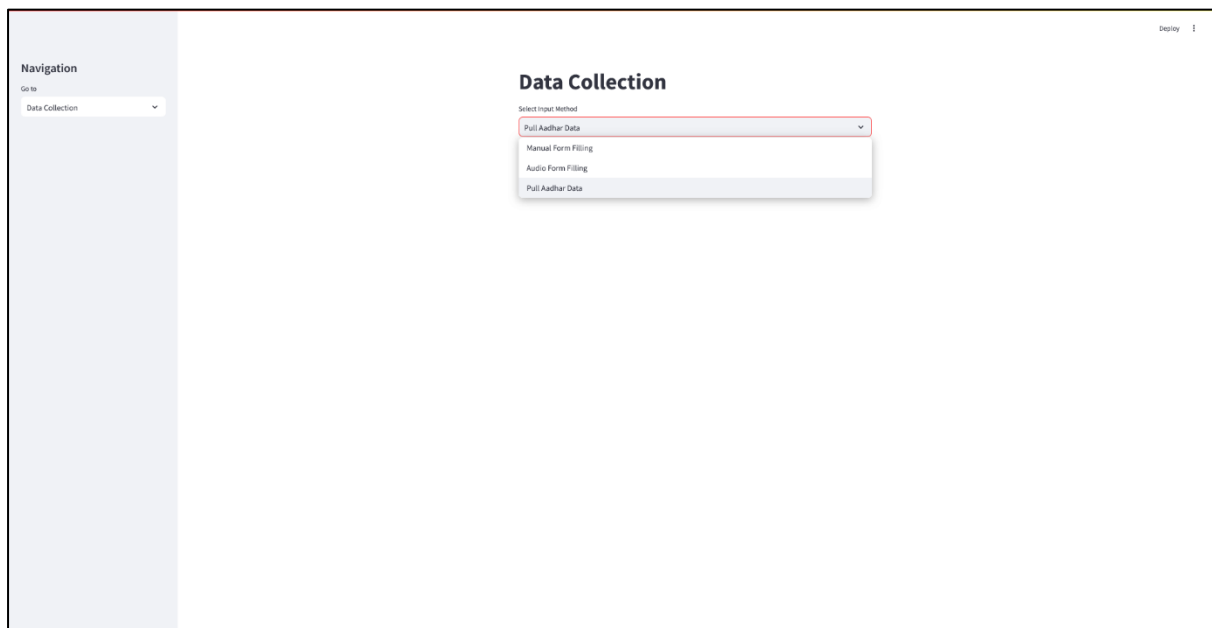 Deploy
Navigation
Go to
Data Collection
Data Collection
Select Input Method
Pull Aadhar Data
Manual Form Filling
Audio Form Filling
Pull Aadhar Data